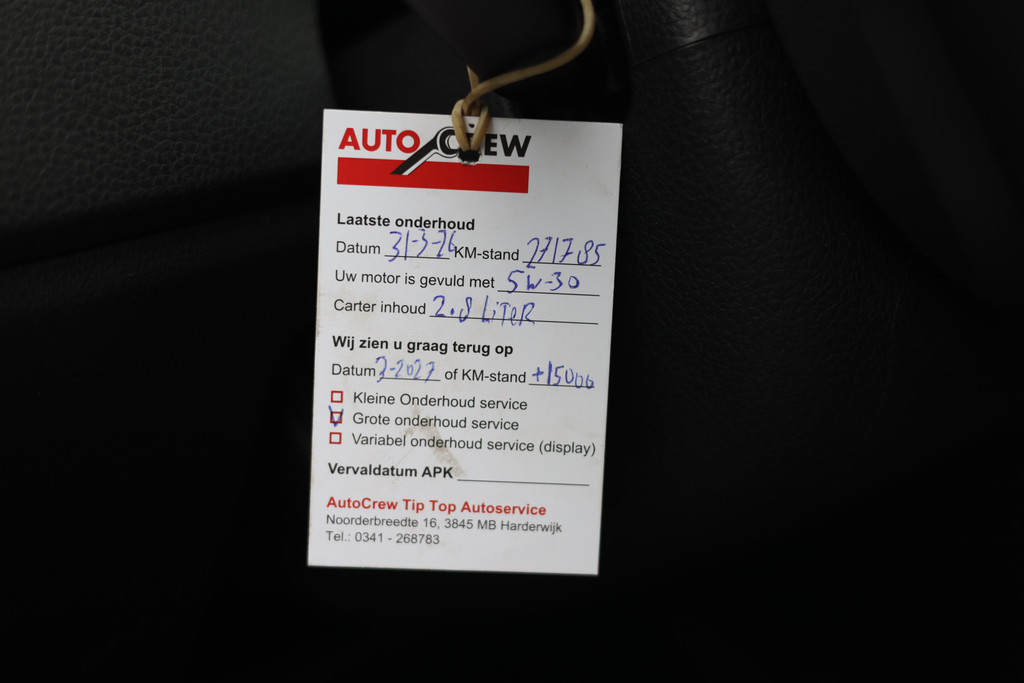 AUTO CREW
Laatste onderhoud
Datum 31-3-26 KM-stand 271785
Uw motor is gevuld met 5W-30
Carter inhoud 2.8 LiTER
Wij zien u graag terug op
Datum 3-2027 of KM-stand +15000
Kleine Onderhoud service
V Grote onderhoud service
Variabel onderhoud service (display)
Vervaldatum APK
AutoCrew Tip Top Autoservice
Noorderbreedte 16, 3845 MB Harderwijk
Tel.: 0341 - 268783